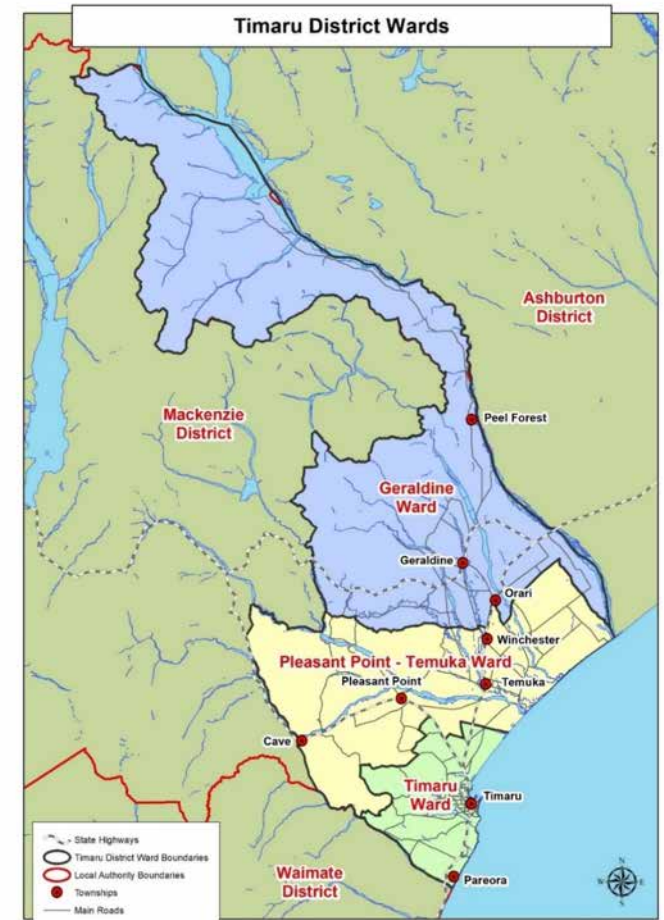 Timaru District Wards
Ashburton
District
Mackenzie
District
Peel Forest
Geraldine
Ward
Geraldine
Orari
Winchester
Pleasant Point - Temuka Ward
Pleasant Point
Temuka
Cave
Timaru
Ward
Timaru
Waimate
District
Pareora
State Highways
Timaru District Ward Boundaries
Local Authority Boundaries
Townships
Main Roads
N
W
E
S